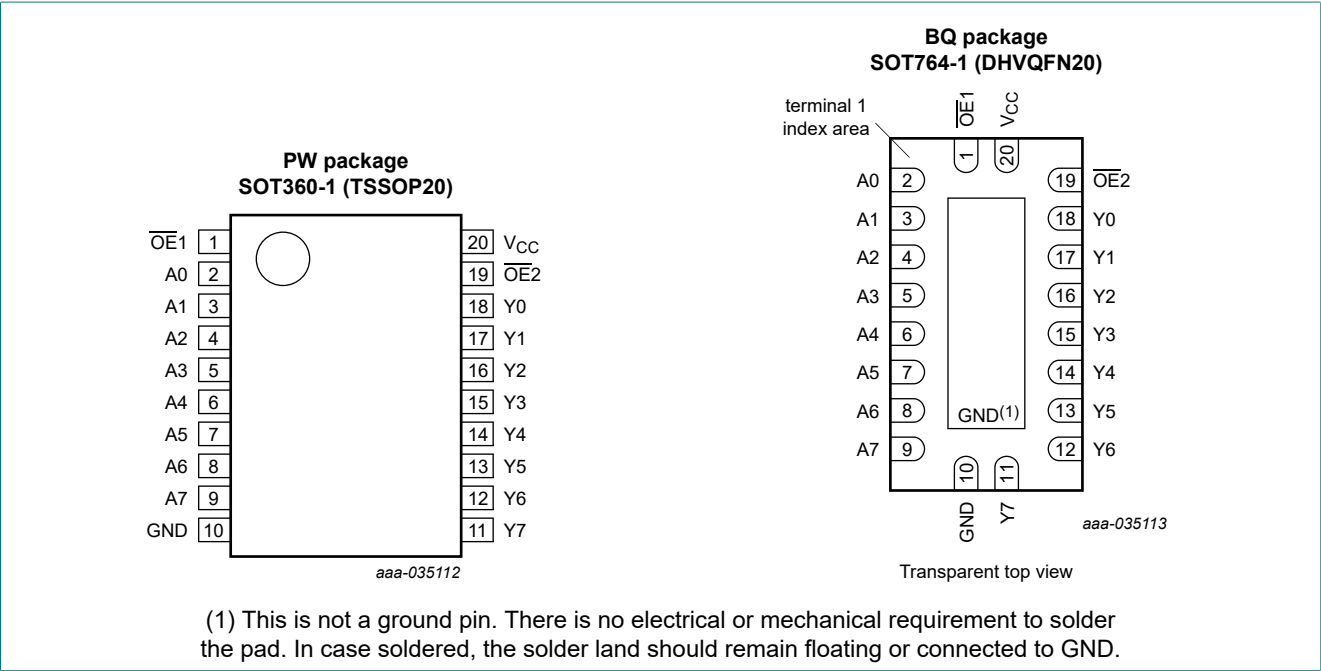 PW package
SOT360-1 (TSSOP20)
O̅E̅1 1
A0 2
A1 3
A2 4
A3 5
A4 6
A5 7
A6 8
A7 9
GND 10
20 VCC
19 O̅E̅2
18 Y0
17 Y1
16 Y2
15 Y3
14 Y4
13 Y5
12 Y6
11 Y7
aaa-035112
BQ package
SOT764-1 (DHVQFN20)
terminal 1
index area
O̅E̅1
VCC
1
20
A0 2
A1 3
A2 4
A3 5
A4 6
A5 7
A6 8
A7 9
19 O̅E̅2
18 Y0
17 Y1
16 Y2
15 Y3
14 Y4
13 Y5
12 Y6
GND(1)
10
11
GND
Y7
aaa-035113
Transparent top view
(1) This is not a ground pin. There is no electrical or mechanical requirement to solder
the pad. In case soldered, the solder land should remain floating or connected to GND.